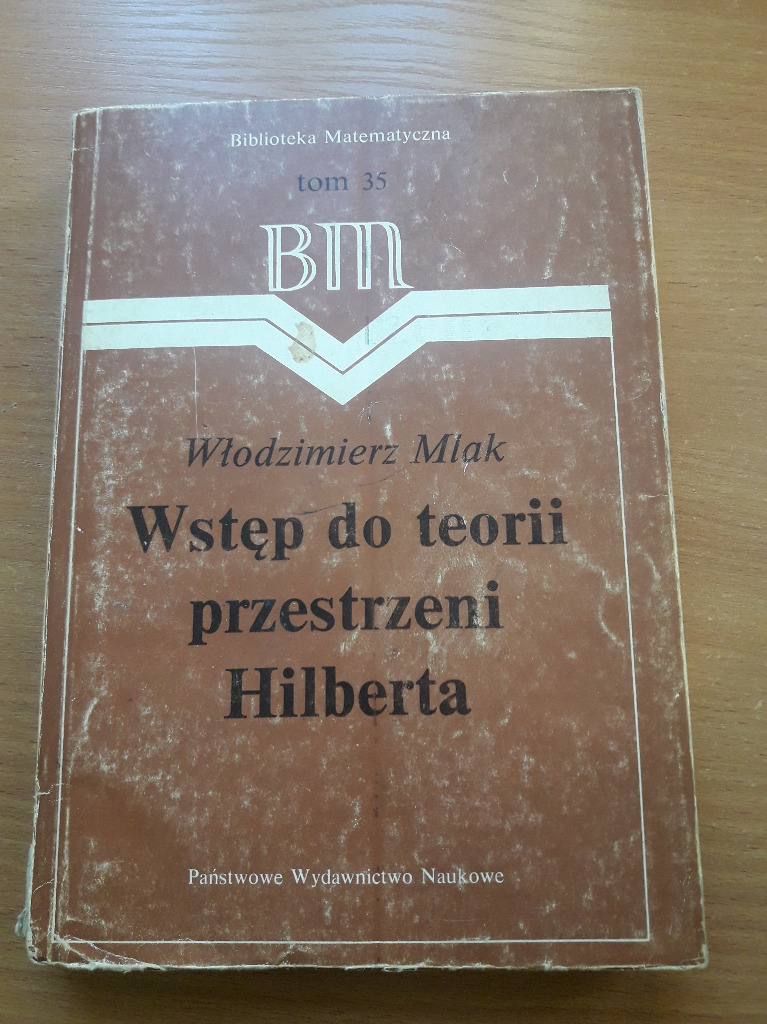 Biblioteka Matematyczna
tom 35
BM
Włodzimierz Mlak
Wstęp do teorii
przestrzeni
Hilberta
Państwowe Wydawnictwo Naukowe